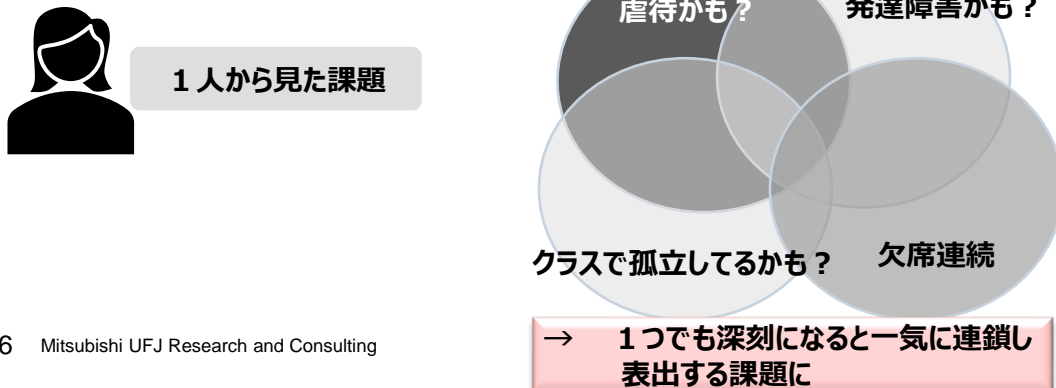 虐待かも？
発達障害かも？
１人から見た課題
クラスで孤立してるかも？
欠席連続
→ １つでも深刻になると一気に連鎖し
表出する課題に
6 Mitsubishi UFJ Research and Consulting